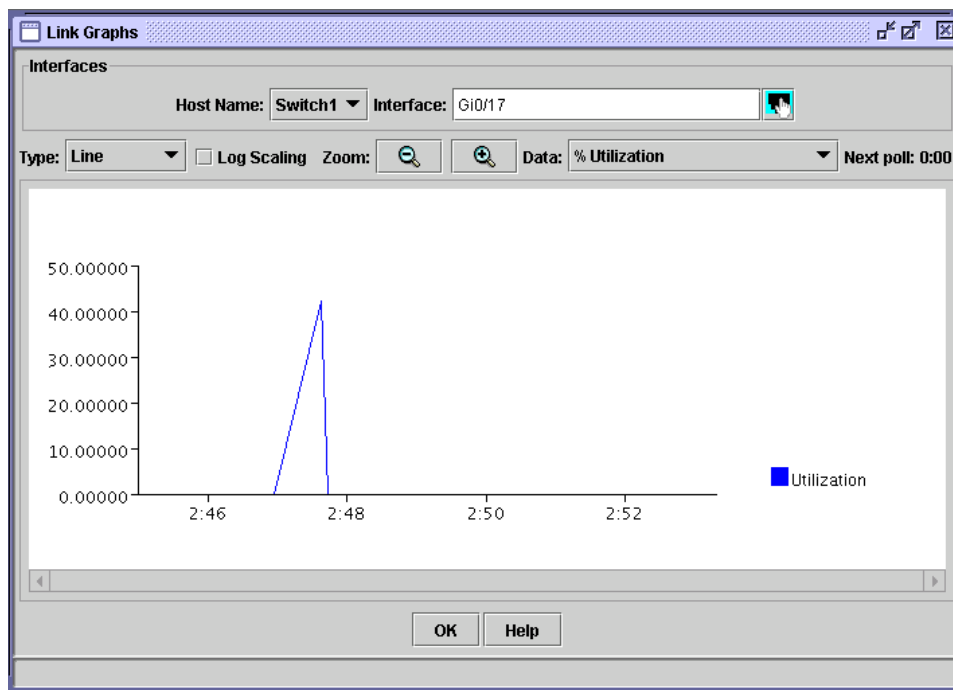 Link Graphs
Interfaces
Host Name: Switch1 Interface: Gi0/17
Type: Line Log Scaling Zoom: Data: % Utilization Next poll: 0:00
50.00000
40.00000
30.00000
20.00000
10.00000
0.00000
Utilization
2:46 2:48 2:50 2:52
OK Help